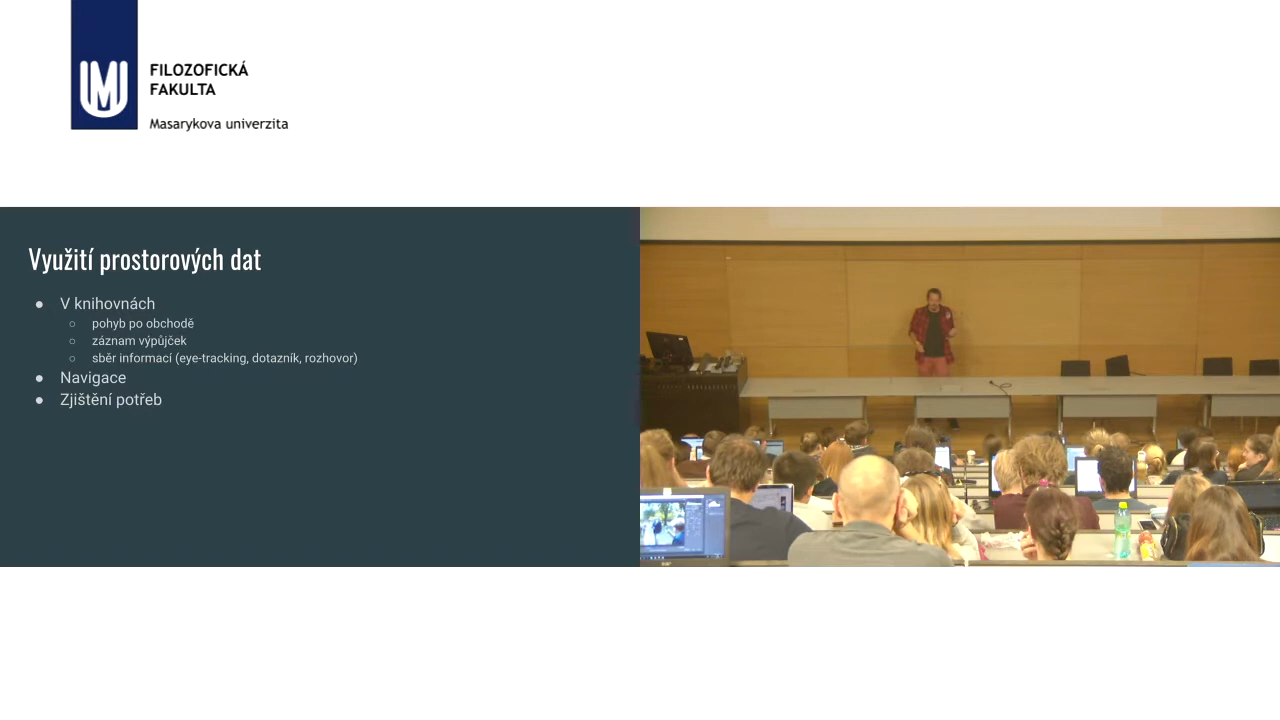 FILOZOFICKÁ
FAKULTA
Masarykova univerzita
Využití prostorových dat
● V knihovnách
○ pohyb po obchodě
○ záznam výpůjček
○ sběr informací (eye-tracking, dotazník, rozhovor)
● Navigace
● Zjištění potřeb